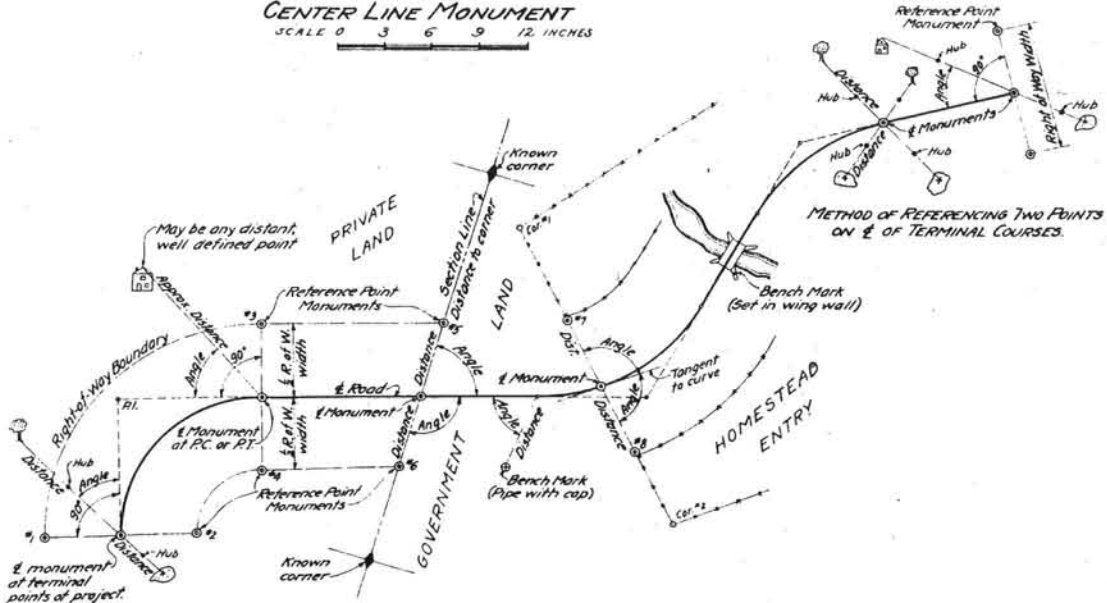 CENTER LINE MONUMENT
SCALE 0 3 6 9 12 INCHES
Reference Point
Monument
Hub
Distance
Hub
Angle
90°
Right of Way Width
Hub
℄ Monuments
Hub
Distance
Hub
METHOD OF REFERENCING TWO POINTS
ON ℄ OF TERMINAL COURSES.
Known
corner
PRIVATE
LAND
Section Line
Distance to corner
LAND
Cor. #1
May be any distant,
well defined point
Approx. Distance
Reference Point
Monuments
#3
#5
Bench Mark
(Set in wing wall)
#7
Dist.
Angle
Right-of-Way Boundary
Angle
90°
½ R. of W.
width
Distance
Angle
℄ Road
℄ Monument
Tangent
to curve
P.I.
℄ Monument
at P.C. or P.T.
½ R. of W.
width
℄ Monument
Distance
Angle
Angle
Distance
Distance
Angle
#8
HOMESTEAD
ENTRY
Distance
Hub
Angle
90°
#4
Reference Point
Monuments
#6
Bench Mark
(Pipe with cap)
Cor. #2
#1
#2
Distance
Hub
GOVERNMENT
℄ monument
at terminal
points of project.
Known
corner